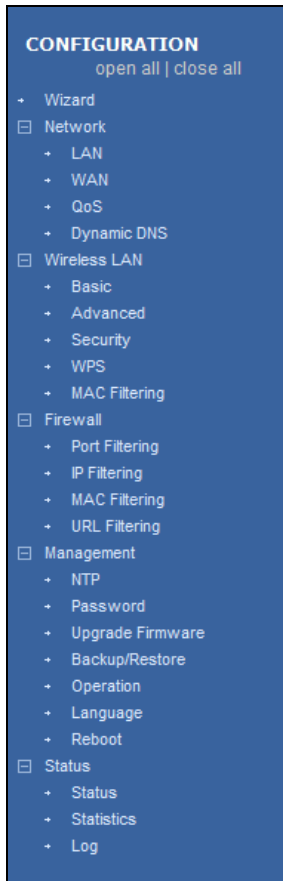 CONFIGURATION
open all | close all
Wizard
Network
LAN
WAN
QoS
Dynamic DNS
Wireless LAN
Basic
Advanced
Security
WPS
MAC Filtering
Firewall
Port Filtering
IP Filtering
MAC Filtering
URL Filtering
Management
NTP
Password
Upgrade Firmware
Backup/Restore
Operation
Language
Reboot
Status
Status
Statistics
Log